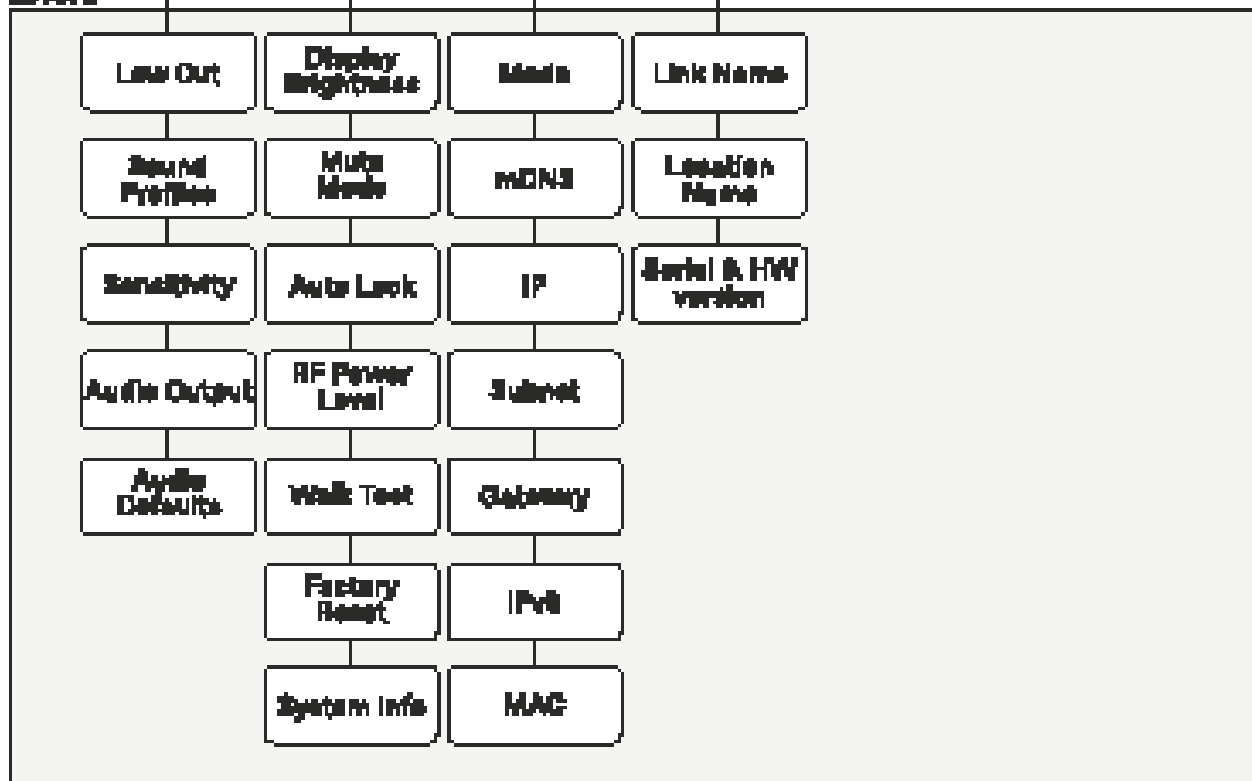 Low Cut
Display
Brightness
Mode
Link Name
Sound
Profiles
Mute
Mode
mDNS
Location
Name
Sensitivity
Auto Lock
IP
Serial & HW
version
Audio Output
RF Power
Level
Subnet
Audio
Defaults
Walk Test
Gateway
Factory
Reset
IPv6
System Info
MAC